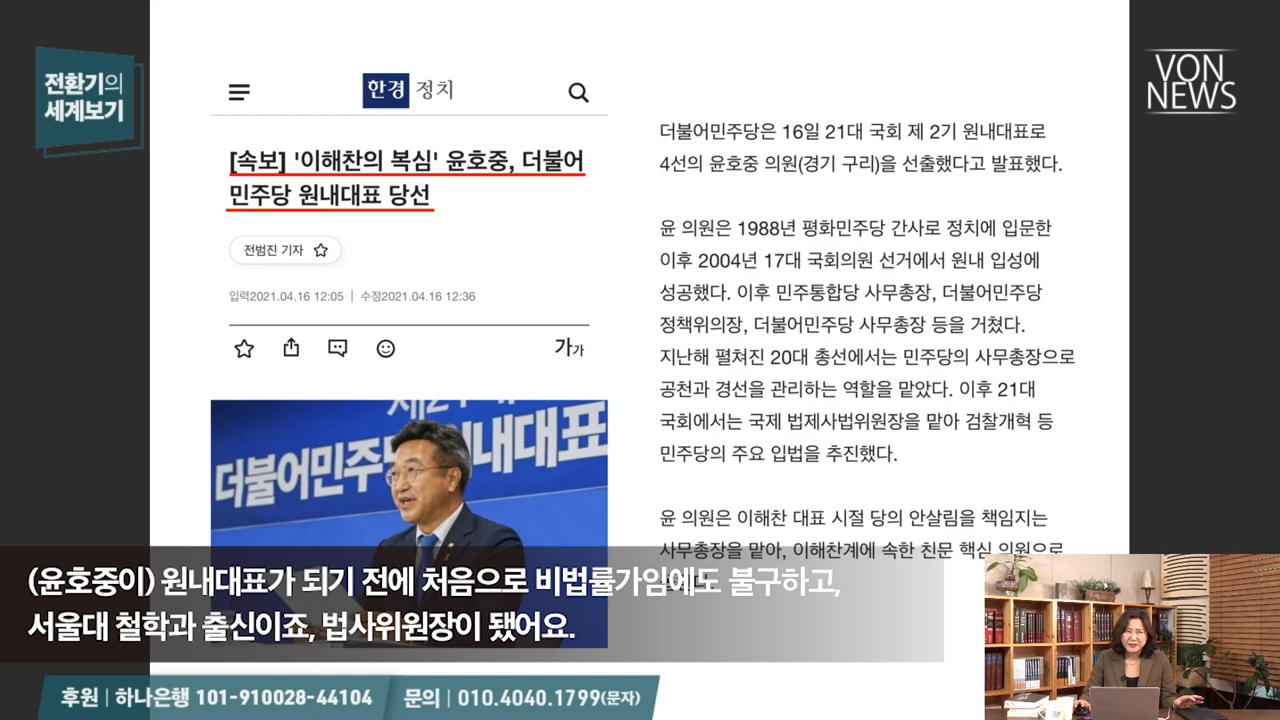 전환기의
세계보기
VON
NEWS
한경 정치
[속보] '이해찬의 복심' 윤호중, 더불어
민주당 원내대표 당선
전범진 기자
입력2021.04.16 12:05 | 수정2021.04.16 12:36
가가
더불어민주당 원내대표
더불어민주당은 16일 21대 국회 제 2기 원내대표로
4선의 윤호중 의원(경기 구리)을 선출했다고 발표했다.
윤 의원은 1988년 평화민주당 간사로 정치에 입문한
이후 2004년 17대 국회의원 선거에서 원내 입성에
성공했다. 이후 민주통합당 사무총장, 더불어민주당
정책위의장, 더불어민주당 사무총장 등을 거쳤다.
지난해 펼쳐진 20대 총선에서는 민주당의 사무총장으로
공천과 경선을 관리하는 역할을 맡았다. 이후 21대
국회에서는 국제 법제사법위원장을 맡아 검찰개혁 등
민주당의 주요 입법을 추진했다.
윤 의원은 이해찬 대표 시절 당의 안살림을 책임지는
사무총장을 맡아, 이해찬계에 속한 친문 핵심 의원으로
(윤호중이) 원내대표가 되기 전에 처음으로 비법률가임에도 불구하고,
서울대 철학과 출신이죠, 법사위원장이 됐어요.
후원 | 하나은행 101-910028-44104 문의 | 010.4040.1799(문자)